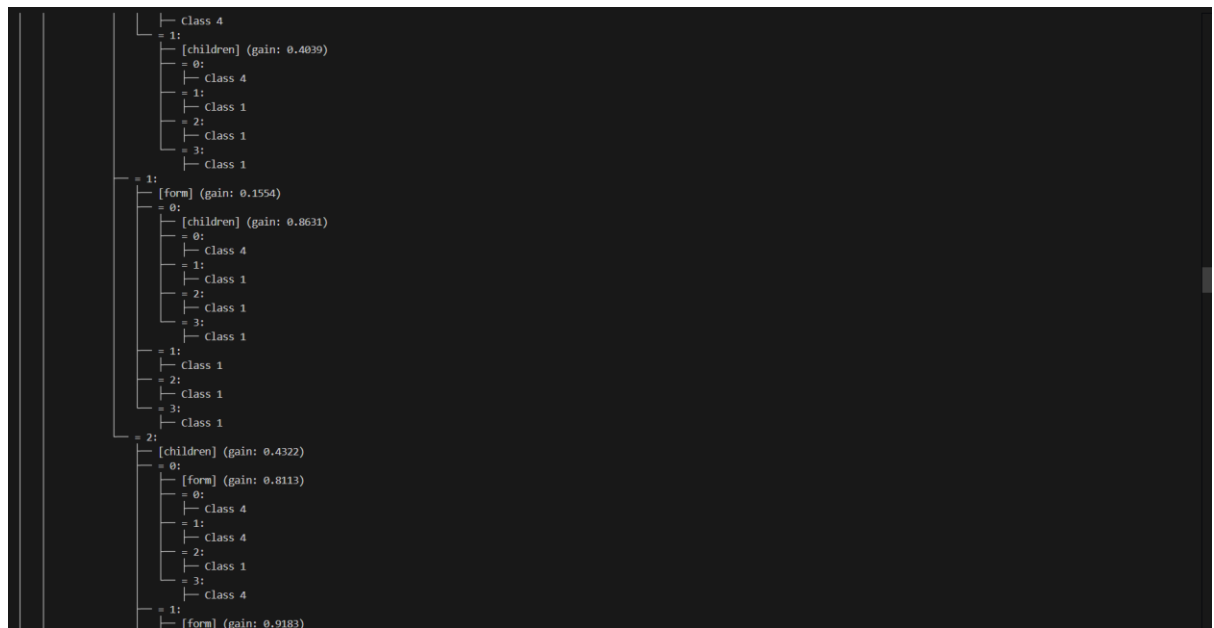 Class 4
= 1:
[children] (gain: 0.4039)
= 0:
Class 4
= 1:
Class 1
= 2:
Class 1
= 3:
Class 1
= 1:
[form] (gain: 0.1554)
= 0:
[children] (gain: 0.8631)
= 0:
Class 4
= 1:
Class 1
= 2:
Class 1
= 3:
Class 1
= 1:
Class 1
= 2:
Class 1
= 3:
Class 1
= 2:
[children] (gain: 0.4322)
= 0:
[form] (gain: 0.8113)
= 0:
Class 4
= 1:
Class 4
= 2:
Class 1
= 3:
Class 4
= 1:
[form] (gain: 0.9183)